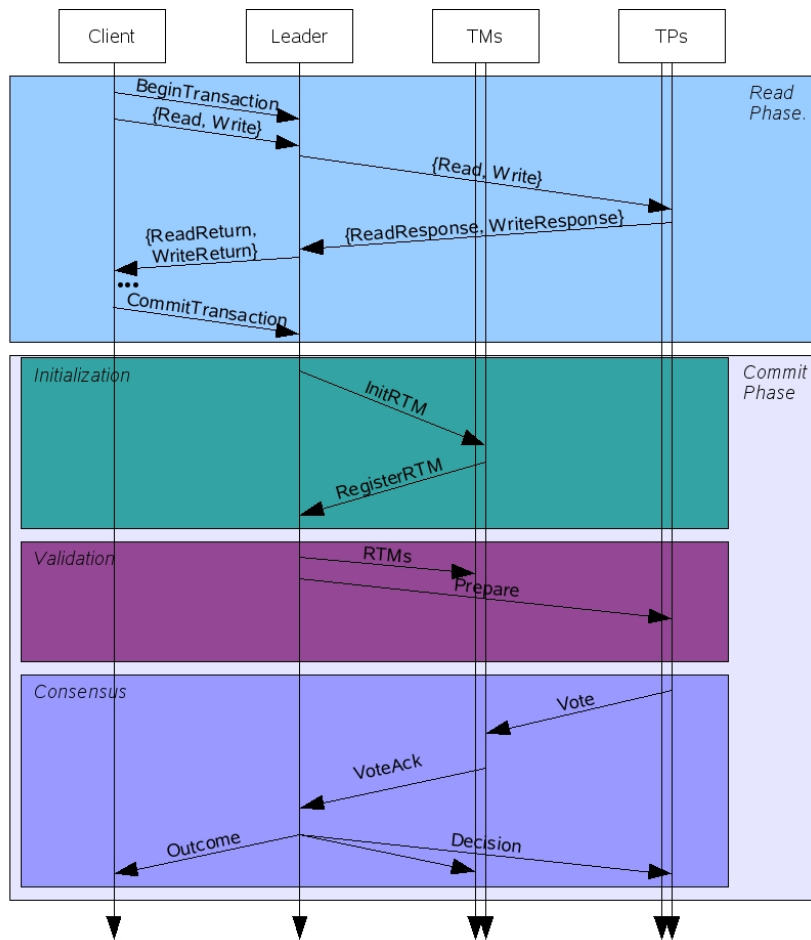 Client
Leader
TMs
TPs
Read
Phase.
BeginTransaction
{Read, Write}
{Read, Write}
{ReadResponse, WriteResponse}
{ReadReturn,
WriteReturn}
...
CommitTransaction
Commit
Phase
Initialization
InitRTM
RegisterRTM
Validation
RTMs
Prepare
Consensus
Vote
VoteAck
Outcome
Decision